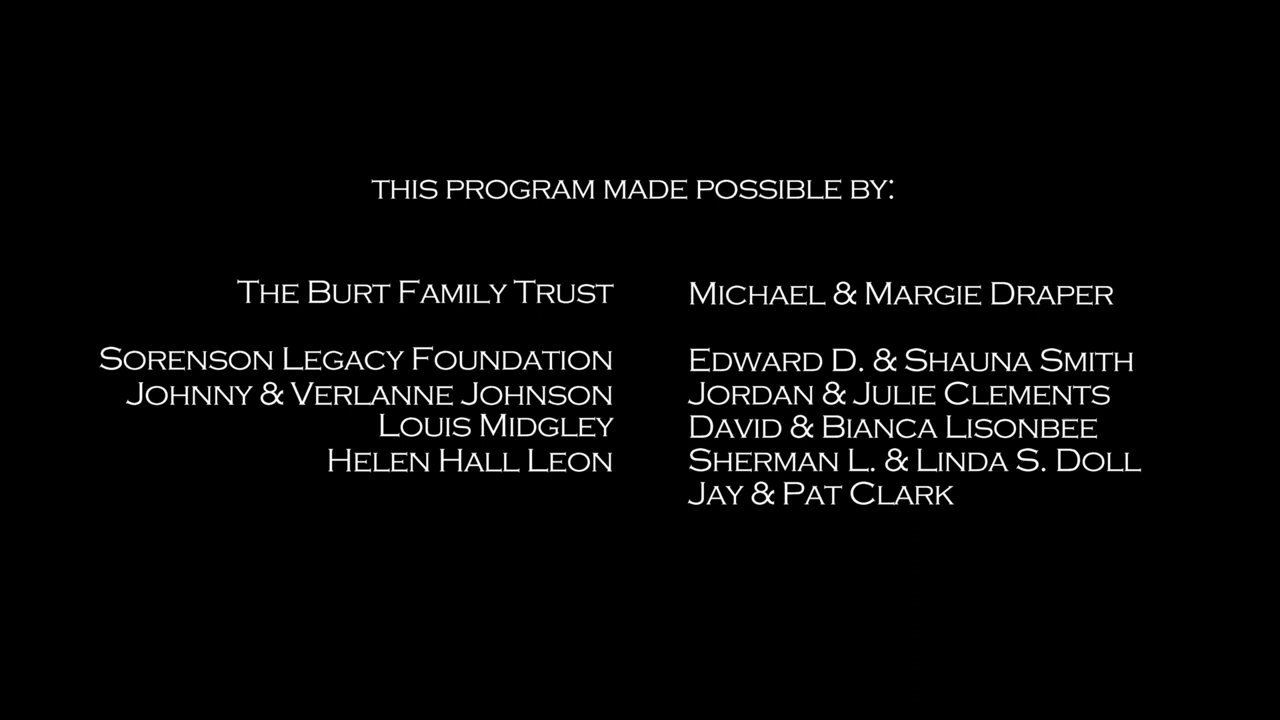 THIS PROGRAM MADE POSSIBLE BY:
THE BURT FAMILY TRUST
SORENSON LEGACY FOUNDATION
JOHNNY & VERLANNE JOHNSON
LOUIS MIDGLEY
HELEN HALL LEON
MICHAEL & MARGIE DRAPER
EDWARD D. & SHAUNA SMITH
JORDAN & JULIE CLEMENTS
DAVID & BIANCA LISONBEE
SHERMAN L. & LINDA S. DOLL
JAY & PAT CLARK